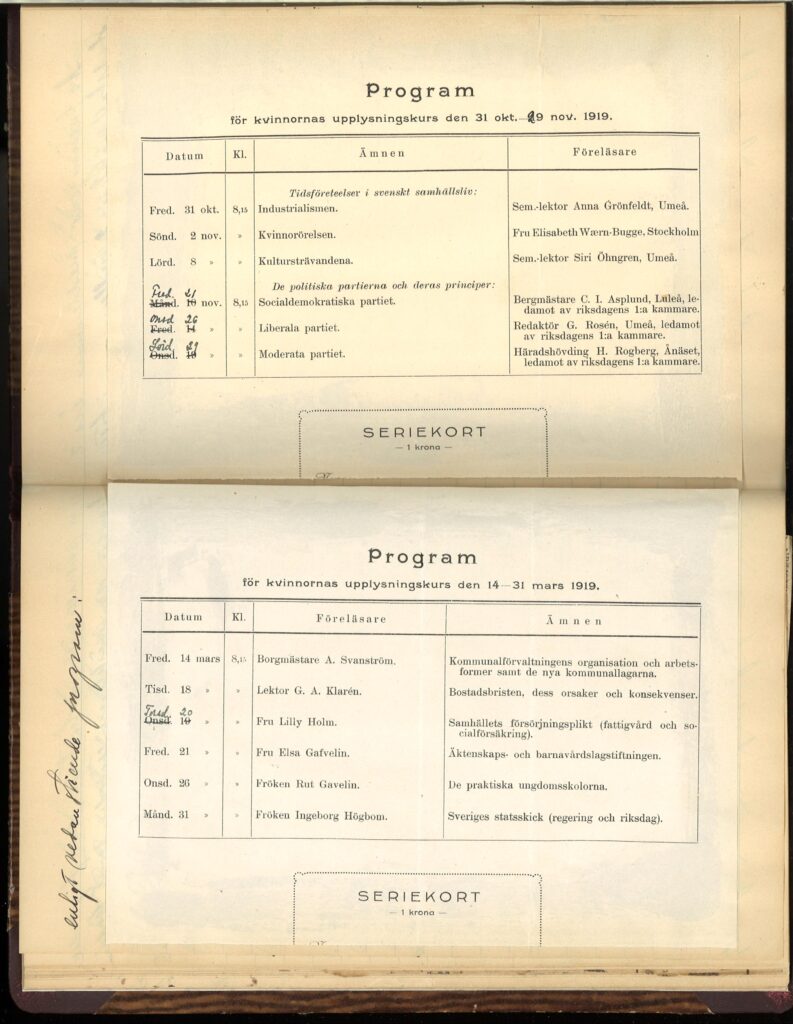 Program
för kvinnornas upplysningskurs den 31 okt.–29 nov. 1919.
Datum Kl. Ämnen Föreläsare
Tidsföreteelser i svenskt samhällsliv:
Fred. 31 okt. 8,15 Industrialismen. Sem.-lektor Anna Grönfeldt, Umeå.
Sönd. 2 nov. » Kvinnorörelsen. Fru Elisabeth Wærn-Bugge, Stockholm
Lörd. 8 » » Kultursträvandena. Sem.-lektor Siri Öhngren, Umeå.
De politiska partierna och deras principer:
Fred. 21
Månd. 10 nov. 8,15 Socialdemokratiska partiet. Bergmästare C. I. Asplund, Luleå, le-
damot av riksdagens 1:a kammare.
Onsd 26
Fred. 14 » » Liberala partiet. Redaktör G. Rosén, Umeå, ledamot
av riksdagens 1:a kammare.
Lörd 29
Onsd. 19 » » Moderata partiet. Häradshövding H. Rogberg, Ånäset,
ledamot av riksdagens 1:a kammare.
SERIEKORT
— 1 krona —
enligt nedanstående program:
Program
för kvinnornas upplysningskurs den 14—31 mars 1919.
Datum Kl. Föreläsare Ämnen
Fred. 14 mars 8,15 Borgmästare A. Svanström. Kommunalförvaltningens organisation och arbets-
former samt de nya kommunallagarna.
Tisd. 18 » » Lektor G. A. Klarén. Bostadsbristen, dess orsaker och konsekvenser.
Torsd. 20
Onsd. 19 » » Fru Lilly Holm. Samhällets försörjningsplikt (fattigvård och so-
cialförsäkring).
Fred. 21 » » Fru Elsa Gafvelin. Äktenskaps- och barnavårdslagstiftningen.
Onsd. 26 » » Fröken Rut Gavelin. De praktiska ungdomsskolorna.
Månd. 31 » » Fröken Ingeborg Högbom. Sveriges statsskick (regering och riksdag).
SERIEKORT
— 1 krona —